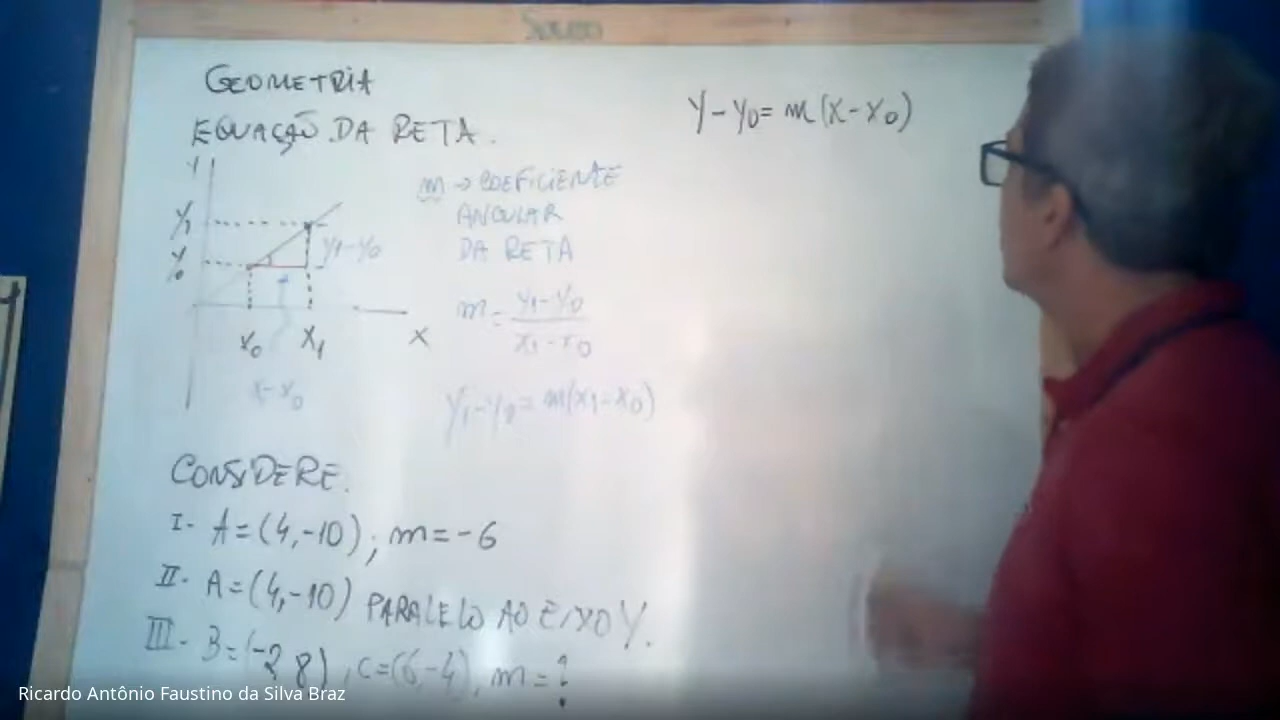 GEOMETRIA
EQUAÇÃO DA RETA.
Y
Y1
Y0
Y1-Y0
X0 X1 X
X-X0
m → COEFICIENTE
ANGULAR
DA RETA
m = Y1-Y0 / X1-X0
Y1-Y0 = m(X1-X0)
Y-Y0 = m(X-X0)
CONSIDERE.
I- A=(4,-10); m=-6
II- A=(4,-10) PARALELO AO EIXO Y.
III- B=(-2 8), C=(6,-4), m=?
Ricardo Antônio Faustino da Silva Braz